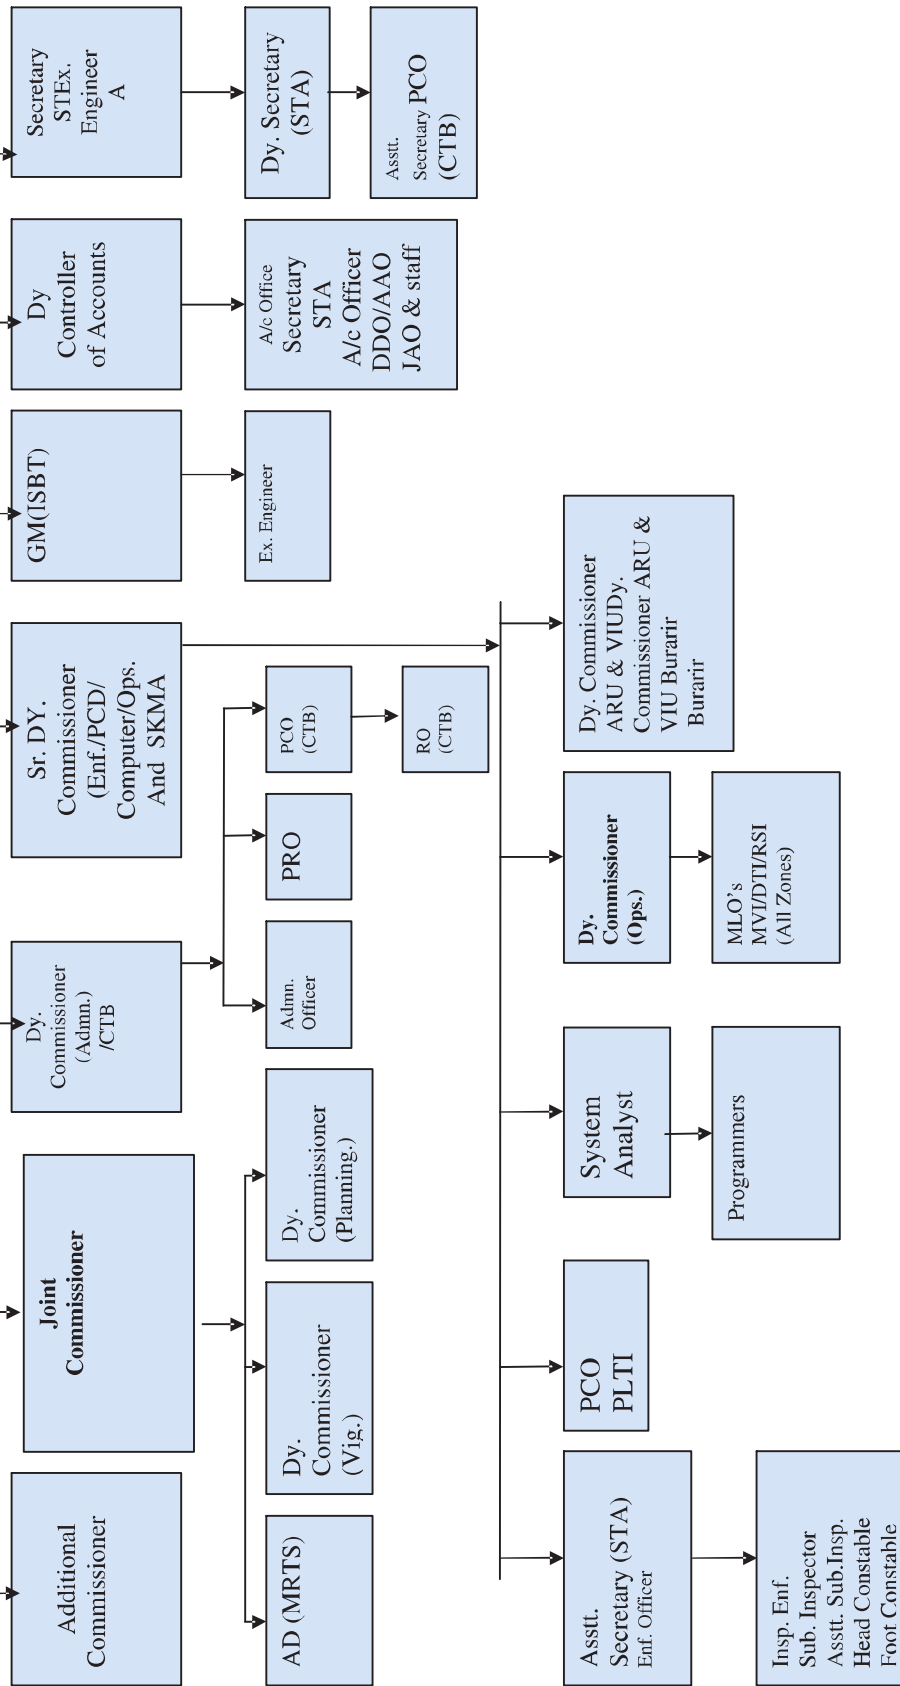 Additional
Commissioner
Joint
Commissioner
Dy.
Commissioner
(Admn.)
/CTB
Sr. DY.
Commissioner
(Enf./PCD/
Computer/Ops.
And SKMA
GM(ISBT)
Dy
Controller
of Accounts
Secretary
STEx.
Engineer
A
AD (MRTS)
Dy.
Commissioner
(Vig.)
Dy.
Commissioner
(Planning.)
Admn.
Officer
PRO
PCO
(CTB)
RO
(CTB)
Ex. Engineer
A/c Office
Secretary
STA
A/c Officer
DDO/AAO
JAO & staff
Dy. Secretary
(STA)
Asstt.
Secretary PCO
(CTB)
Asstt.
Secretary (STA)
Enf. Officer
PCO
PLTI
System
Analyst
Dy.
Commissioner
(Ops.)
Dy. Commissioner
ARU & VIUDy.
Commissioner ARU &
VIU Burarir
Burarir
Insp. Enf.
Sub. Inspector
Asstt. Sub.Insp.
Head Constable
Foot Constable
Programmers
MLO's
MVI/DTI/RSI
(All Zones)